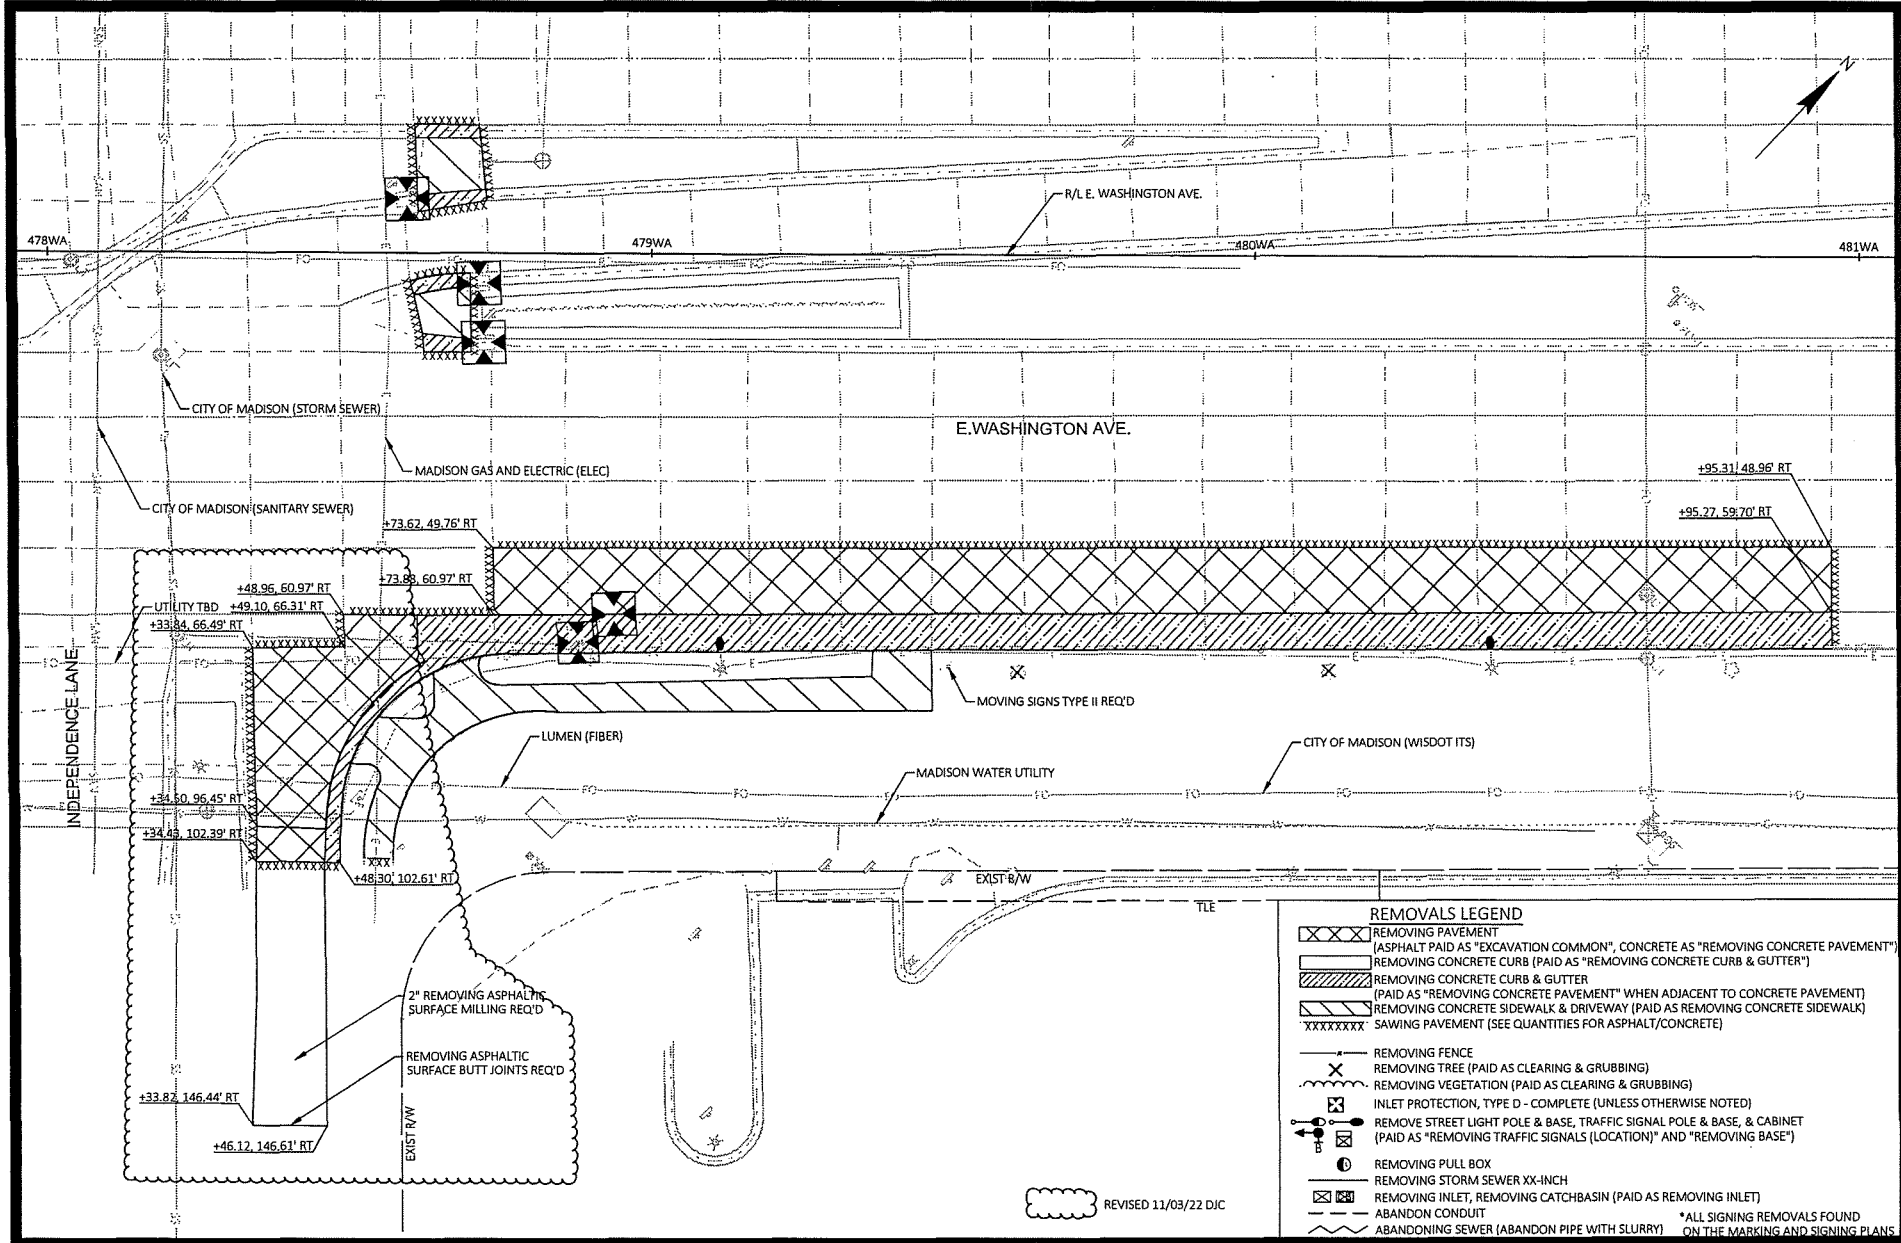 N
R/L E. WASHINGTON AVE.
478WA
479WA
480WA
481WA
CITY OF MADISON (STORM SEWER)
E.WASHINGTON AVE.
MADISON GAS AND ELECTRIC (ELEC)
+95.31, 48.96' RT
CITY OF MADISON (SANITARY SEWER)
+95.27, 59.70' RT
+73.62, 49.76' RT
+73.88, 60.97' RT
+48.96, 60.97' RT
UTILITY TBD
+49.10, 66.31' RT
+33.84, 66.49' RT
INDEPENDENCE LANE
MOVING SIGNS TYPE II REQ'D
LUMEN (FIBER)
CITY OF MADISON (WISDOT ITS)
MADISON WATER UTILITY
+34.50, 96.45' RT
+34.43, 102.39' RT
+48.30, 102.61' RT
EXIST R/W
TLE
2" REMOVING ASPHALTIC
SURFACE MILLING REQ'D
REMOVING ASPHALTIC
SURFACE BUTT JOINTS REQ'D
+33.82, 146.44' RT
+46.12, 146.61' RT
EXIST R/W
REVISED 11/03/22 DJC
REMOVALS LEGEND
REMOVING PAVEMENT
(ASPHALT PAID AS "EXCAVATION COMMON", CONCRETE AS "REMOVING CONCRETE PAVEMENT")
REMOVING CONCRETE CURB (PAID AS "REMOVING CONCRETE CURB & GUTTER")
REMOVING CONCRETE CURB & GUTTER
(PAID AS "REMOVING CONCRETE PAVEMENT" WHEN ADJACENT TO CONCRETE PAVEMENT)
REMOVING CONCRETE SIDEWALK & DRIVEWAY (PAID AS REMOVING CONCRETE SIDEWALK)
SAWING PAVEMENT (SEE QUANTITIES FOR ASPHALT/CONCRETE)
REMOVING FENCE
REMOVING TREE (PAID AS CLEARING & GRUBBING)
REMOVING VEGETATION (PAID AS CLEARING & GRUBBING)
INLET PROTECTION, TYPE D - COMPLETE (UNLESS OTHERWISE NOTED)
REMOVE STREET LIGHT POLE & BASE, TRAFFIC SIGNAL POLE & BASE, & CABINET
(PAID AS "REMOVING TRAFFIC SIGNALS (LOCATION)" AND "REMOVING BASE")
REMOVING PULL BOX
REMOVING STORM SEWER XX-INCH
REMOVING INLET, REMOVING CATCHBASIN (PAID AS REMOVING INLET)
ABANDON CONDUIT
ABANDONING SEWER (ABANDON PIPE WITH SLURRY)
*ALL SIGNING REMOVALS FOUND
ON THE MARKING AND SIGNING PLANS